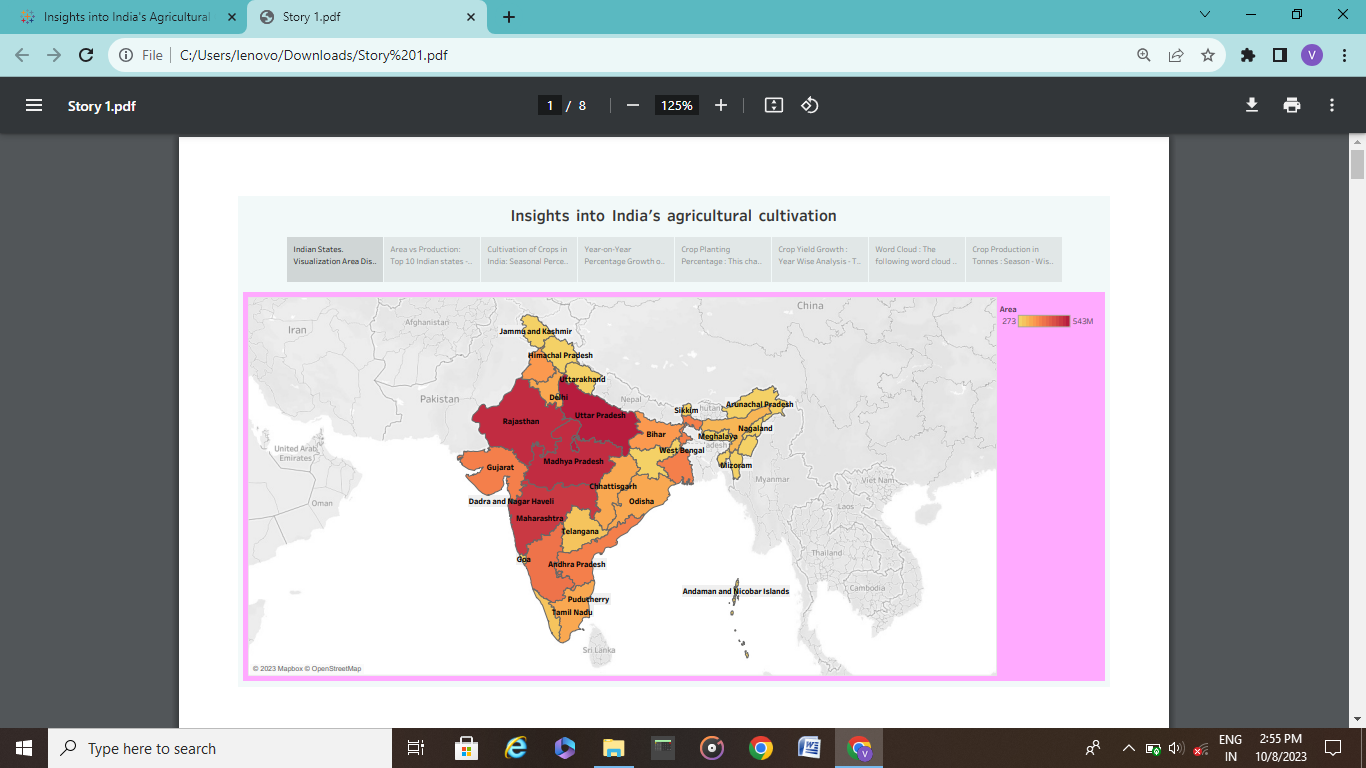 Insights into India's Agricultural
Story 1.pdf
File
C:/Users/lenovo/Downloads/Story%201.pdf
V
Story 1.pdf
1 / 8
125%
Insights into India's agricultural cultivation
Indian States.
Visualization Area Dis..
Area vs Production:
Top 10 Indian states -..
Cultivation of Crops in
India: Seasonal Perce..
Year-on-Year
Percentage Growth o..
Crop Planting
Percentage : This cha..
Crop Yield Growth :
Year Wise Analysis - T..
Word Cloud : The
following word cloud ..
Crop Production in
Tonnes : Season - Wis..
China
Iran
Afghanistan
Pakistan
Nepal
United Arab
Emirates
Oman
Myanmar
Viet Nam
Laos
Thailand
Cambodia
Sri Lanka
Jammu and Kashmir
Himachal Pradesh
Uttarakhand
Delhi
Rajasthan
Uttar Pradesh
Sikkim
hutan
Arunachal Pradesh
Bihar
Nagaland
Meghalaya
adesh
West Bengal
Gujarat
Madhya Pradesh
Mizoram
Chhattisgarh
Dadra and Nagar Haveli
Odisha
Maharashtra
Telangana
Goa
Andhra Pradesh
Andaman and Nicobar Islands
Puducherry
Tamil Nadu
© 2023 Mapbox © OpenStreetMap
Area
273
543M
Type here to search
V
ENG
IN
2:55 PM
10/8/2023